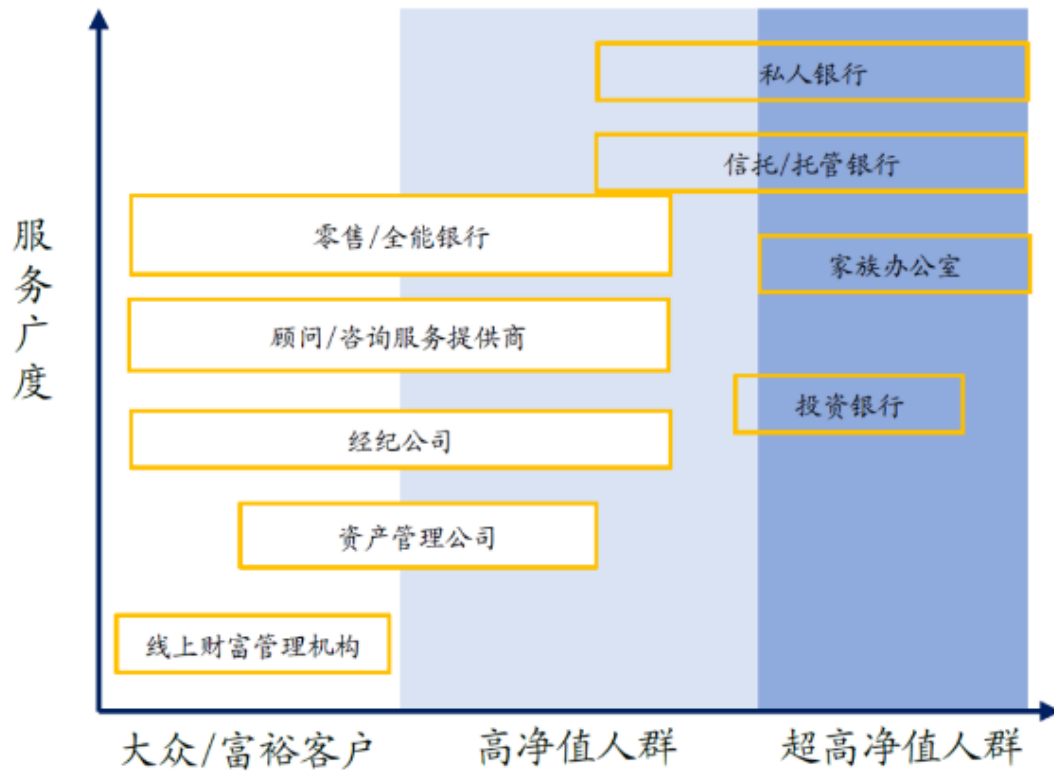 私人银行
信托/托管银行
零售/全能银行
家族办公室
顾问/咨询服务提供商
投资银行
经纪公司
资产管理公司
线上财富管理机构
服务广度
大众/富裕客户
高净值人群
超高净值人群